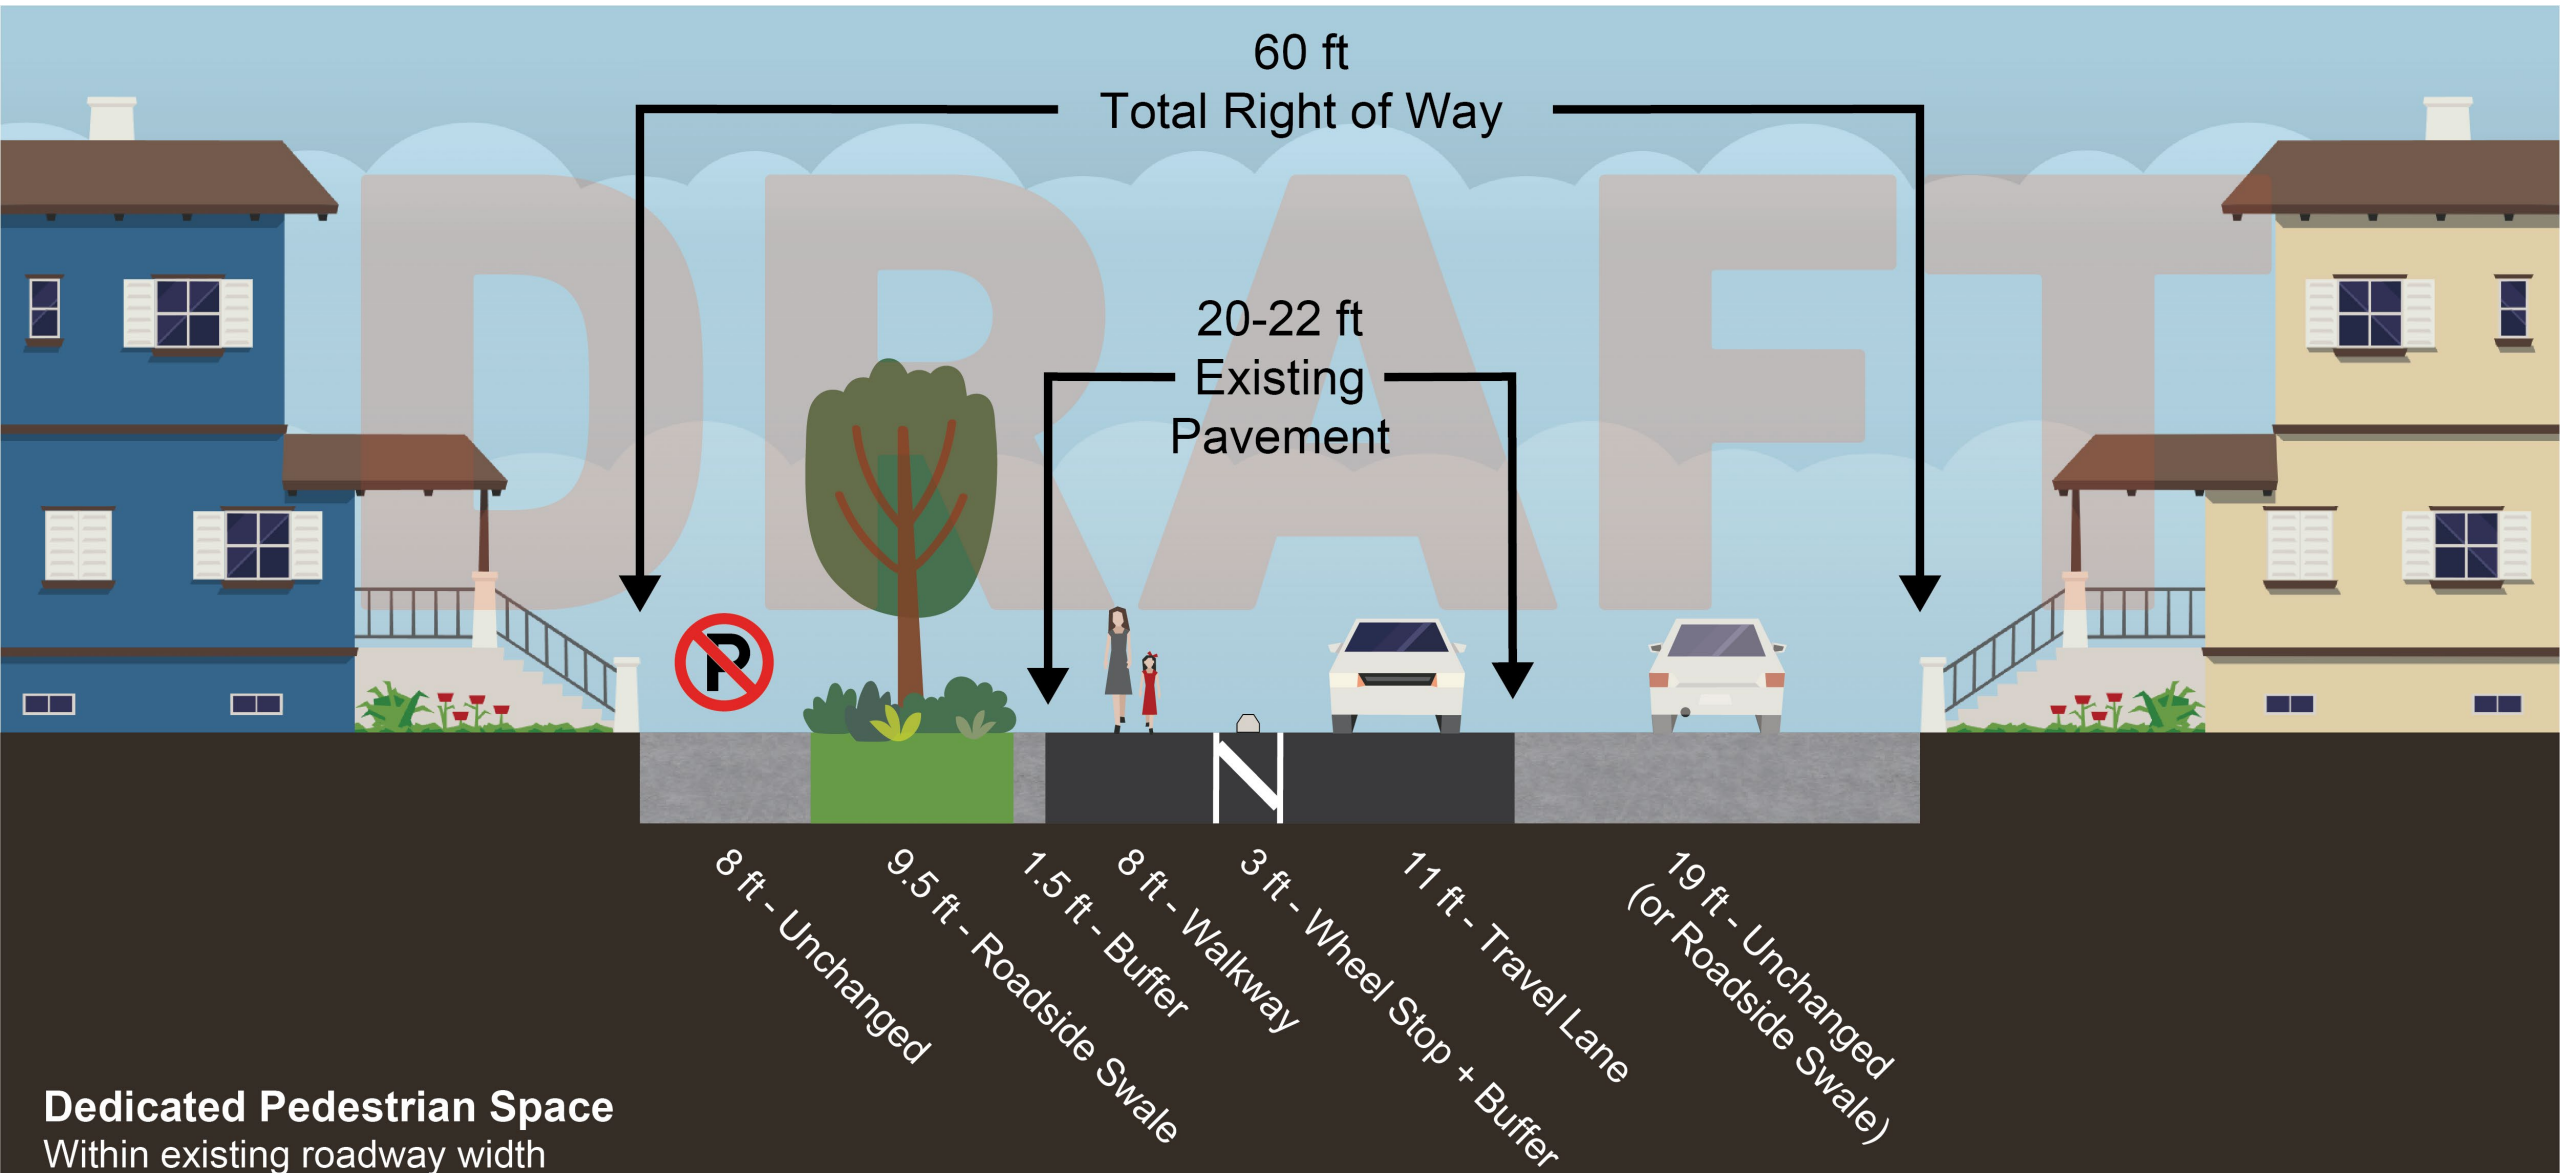 60 ft
Total Right of Way
DRAFT
20-22 ft
Existing
Pavement
P
8 ft - Unchanged
9.5 ft - Roadside Swale
1.5 ft - Buffer
8 ft - Walkway
3 ft - Wheel Stop + Buffer
11 ft - Travel Lane
19 ft - Unchanged
(or Roadside Swale)
Dedicated Pedestrian Space
Within existing roadway width